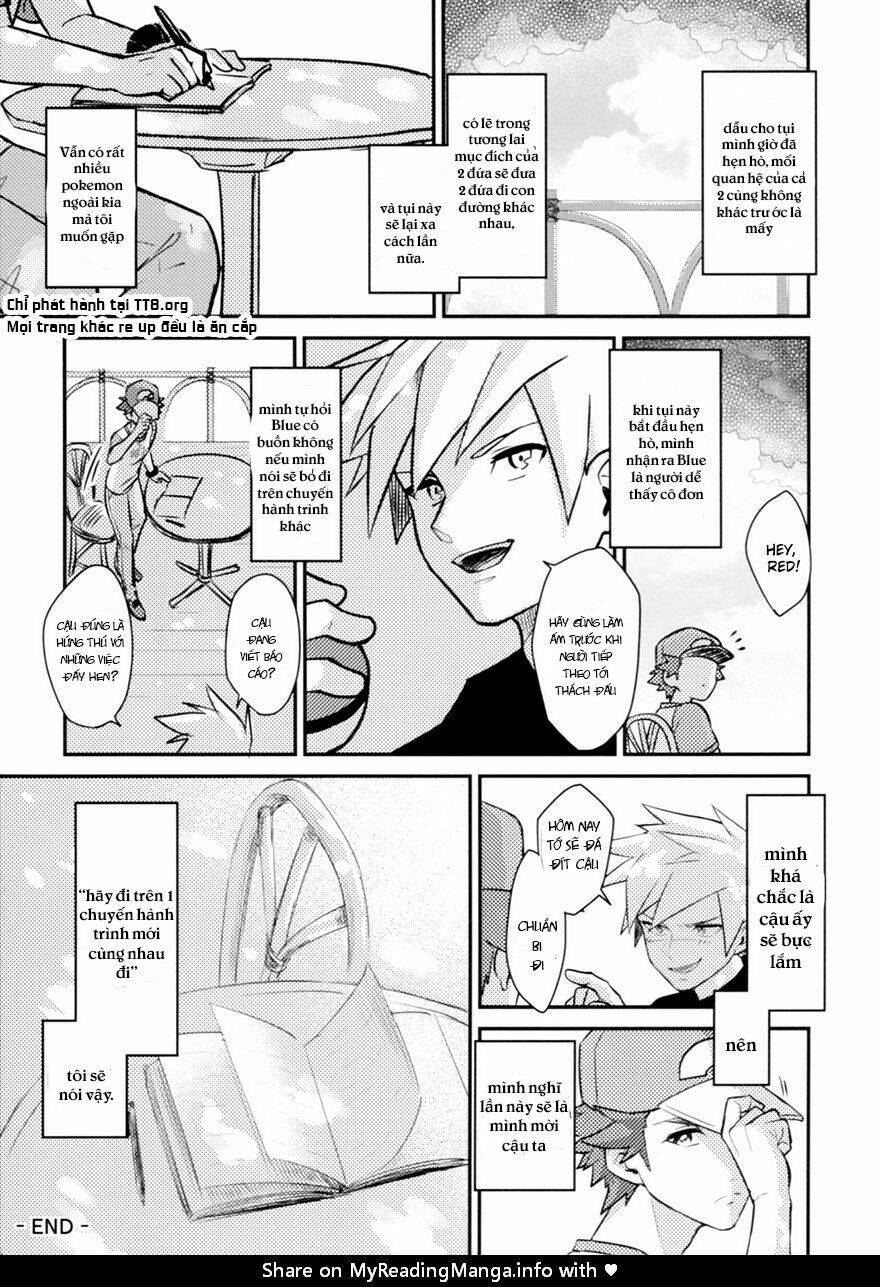 dẫu cho tụi
mình giờ đã
hẹn hò, mối
quan hệ của cả
2 cũng không
khác trước là
mấy
có lẽ trong
tương lai
mục đích của
2 đứa sẽ đưa
2 đứa đi con
đường khác
nhau,
và tụi này
sẽ lại xa
cách lần
nữa.
Vẫn có rất
nhiều
pokemon
ngoài kia
mà tôi
muốn gặp
Chỉ phát hành tại TT8.org
Mọi trang khác re up đều là ăn cắp
khi tụi này
bắt đầu hẹn
hò, mình
nhận ra Blue
là người dễ
thấy cô đơn
HEY,
RED!
HÃY CÙNG LÀM
ẤM TRƯỚC KHI
NGƯỜI TIẾP
THEO TỚI
THÁCH ĐẤU
mình tự hỏi
Blue có
buồn không
nếu mình
nói sẽ bỏ đi
trên chuyến
hành trình
khác
CẬU
ĐANG
VIẾT BÁO
CÁO?
CẬU ĐÚNG LÀ
HỨNG THÚ VỚI
NHỮNG VIỆC
ĐẤY HEN?
HÔM NAY
TỚ SẼ ĐÁ
ĐÍT CẬU
CHUẨN
BỊ
ĐI
mình
khá
chắc là
cậu ấy
sẽ bực
lắm
nên
mình nghĩ
lần này sẽ là
mình mời
cậu ta
"hãy đi trên 1
chuyến hành
trình mới
cùng nhau
đi"
tôi sẽ
nói vậy.
- END -
Share on MyReadingManga.info with ♥